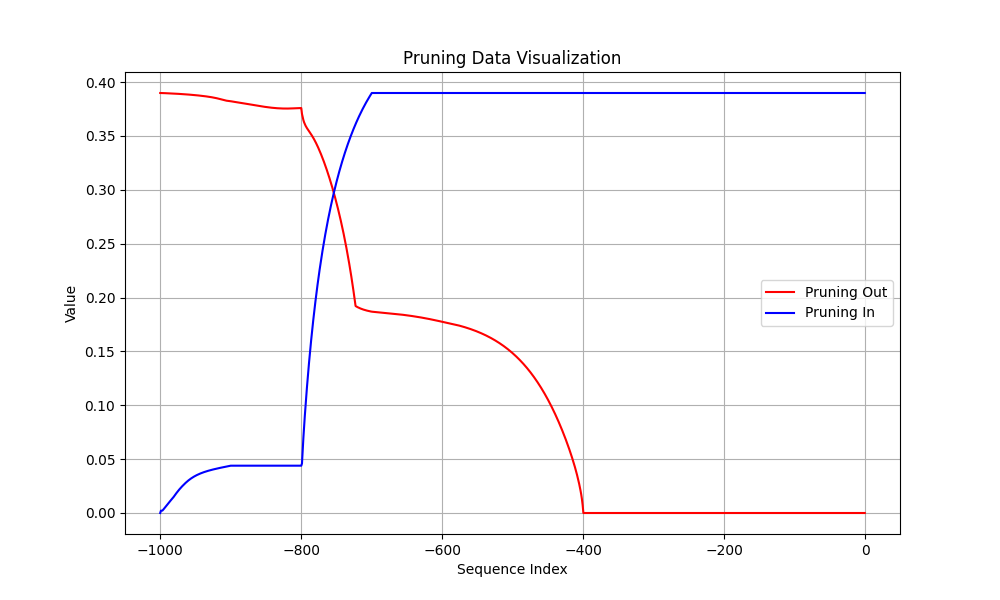 Pruning Data Visualization
0.40
0.35
0.30
0.25
0.20
0.15
0.10
0.05
0.00
Value
Pruning Out
Pruning In
−1000 −800 −600 −400 −200 0
Sequence Index